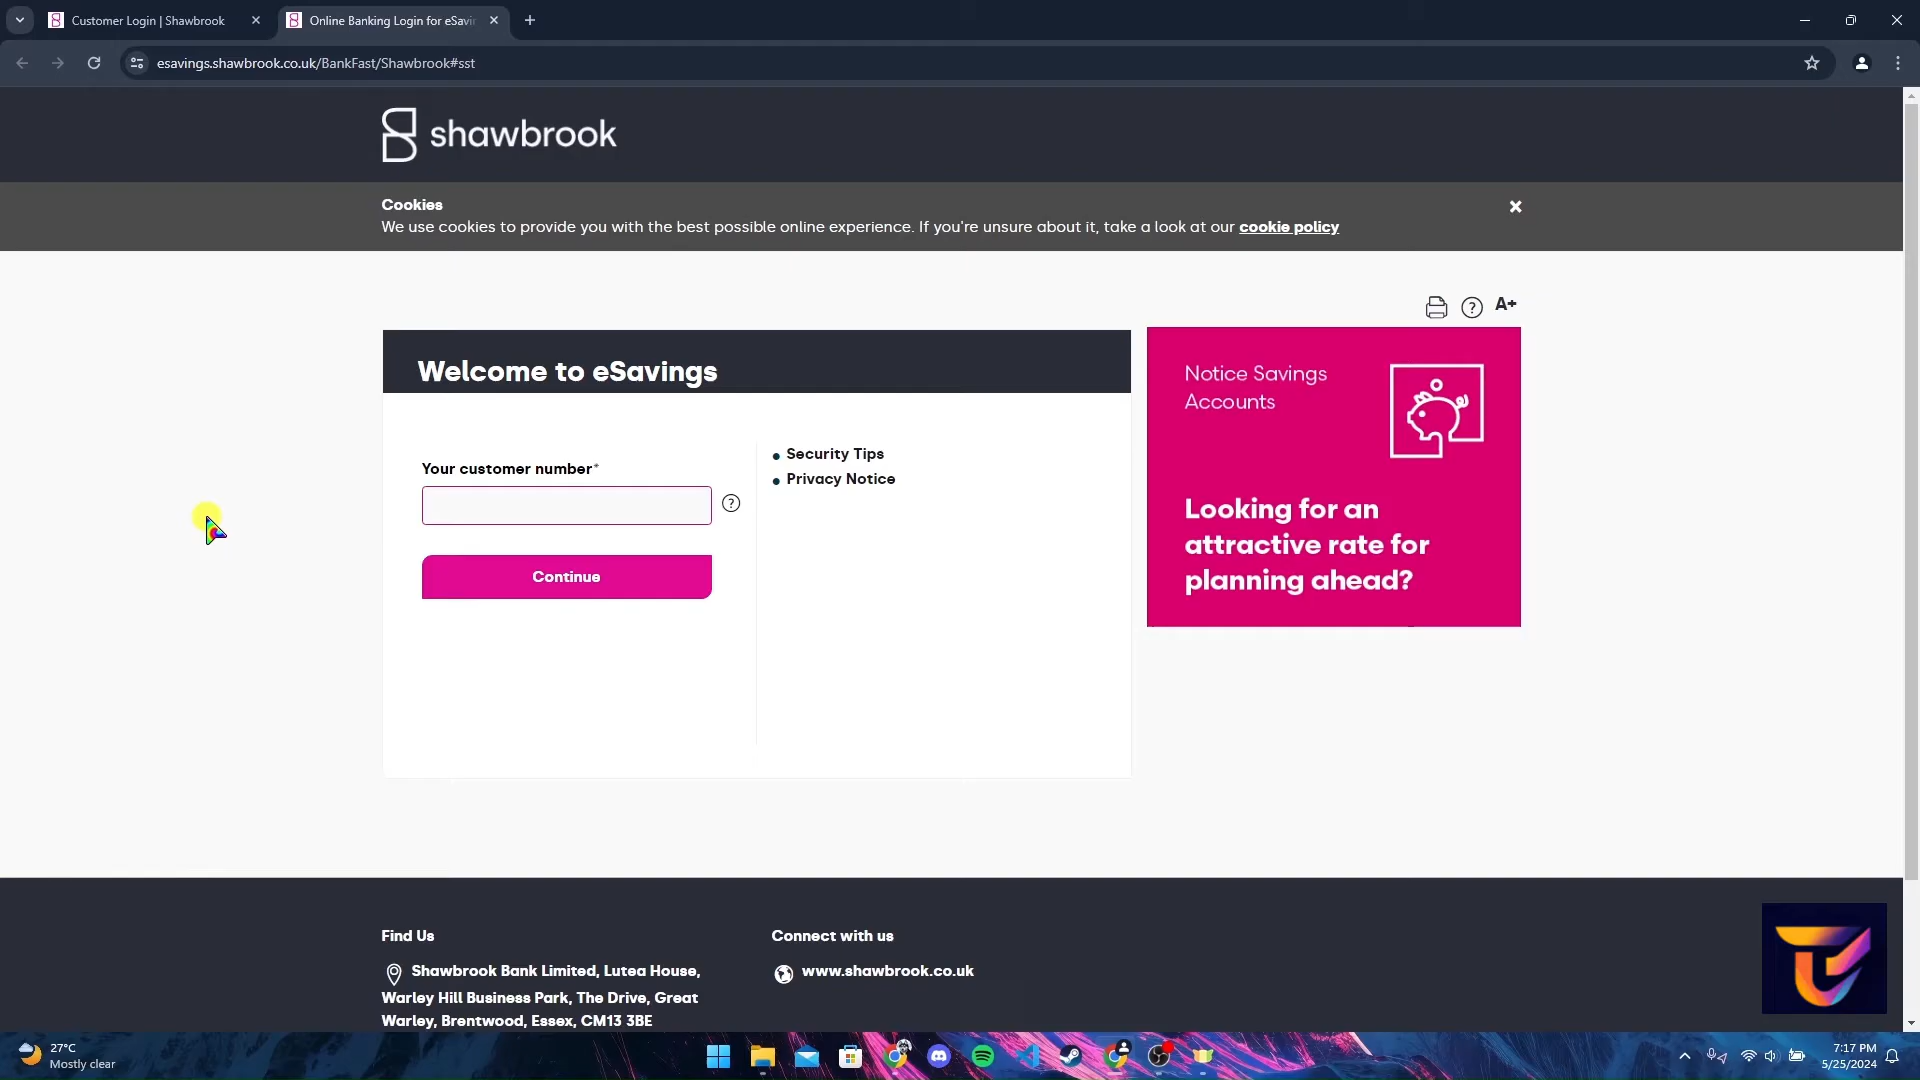 Customer Login | Shawbrook
Online Banking Login for eSavin
esavings.shawbrook.co.uk/BankFast/Shawbrook#sst
shawbrook
Cookies
We use cookies to provide you with the best possible online experience. If you're unsure about it, take a look at our cookie policy
A+
Welcome to eSavings
Your customer number*
Continue
Security Tips
Privacy Notice
Notice Savings
Accounts
Looking for an
attractive rate for
planning ahead?
Find Us
Shawbrook Bank Limited, Lutea House,
Warley Hill Business Park, The Drive, Great
Warley, Brentwood, Essex, CM13 3BE
Connect with us
www.shawbrook.co.uk
27°C
Mostly clear
7:17 PM
5/25/2024